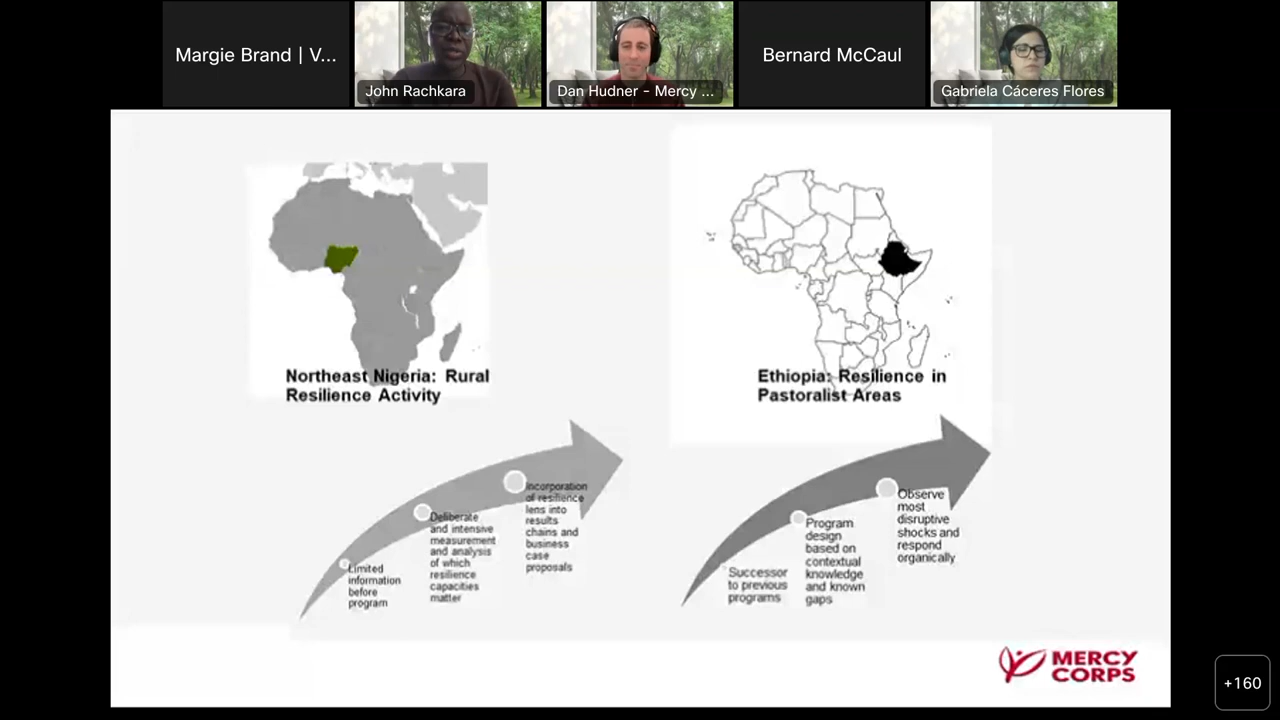 Margie Brand | V...
John Rachkara
Dan Hudner - Mercy ...
Bernard McCaul
Gabriela Cáceres Flores
Northeast Nigeria: Rural
Resilience Activity
Limited
information
before
program
Deliberate
and intensive
measurement
and analysis
of which
resilience
capacities
matter
Incorporation
of resilience
lens into
results
chains and
business
case
proposals
Ethiopia: Resilience in
Pastoralist Areas
Successor
to previous
programs
Program
design
based on
contextual
knowledge
and known
gaps
Observe
most
disruptive
shocks and
respond
organically
MERCY
CORPS
+160